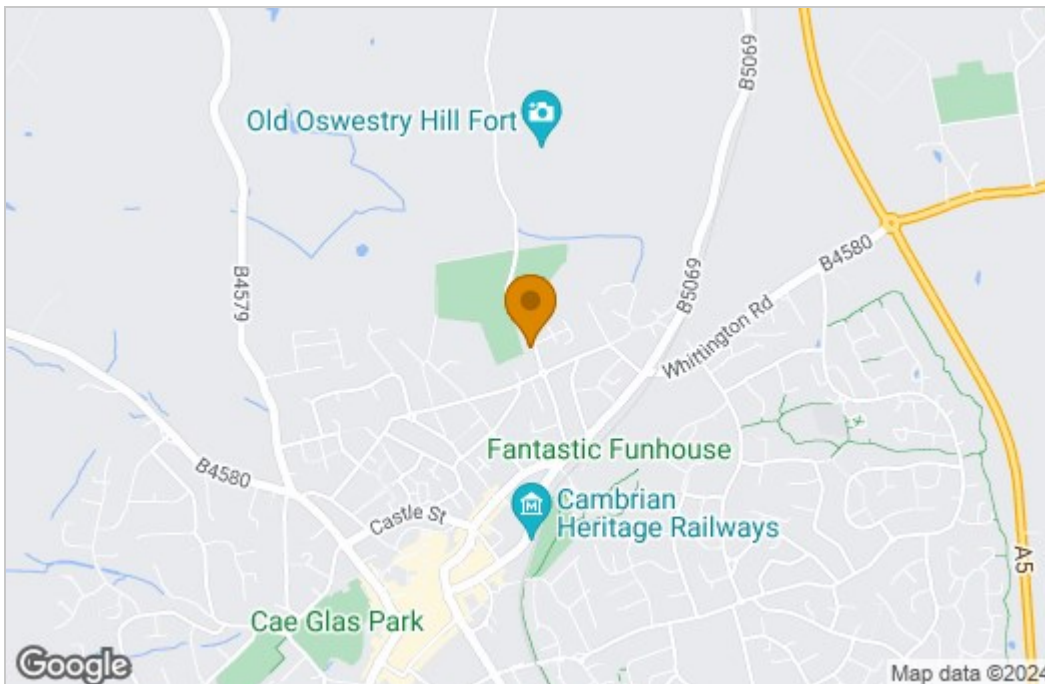 B5069
Old Oswestry Hill Fort
B4580
B4579
B5069
Whittington Rd
Fantastic Funhouse
B4580
Castle St
Cambrian
Heritage Railways
A5
Cae Glas Park
Google
Map data ©2024